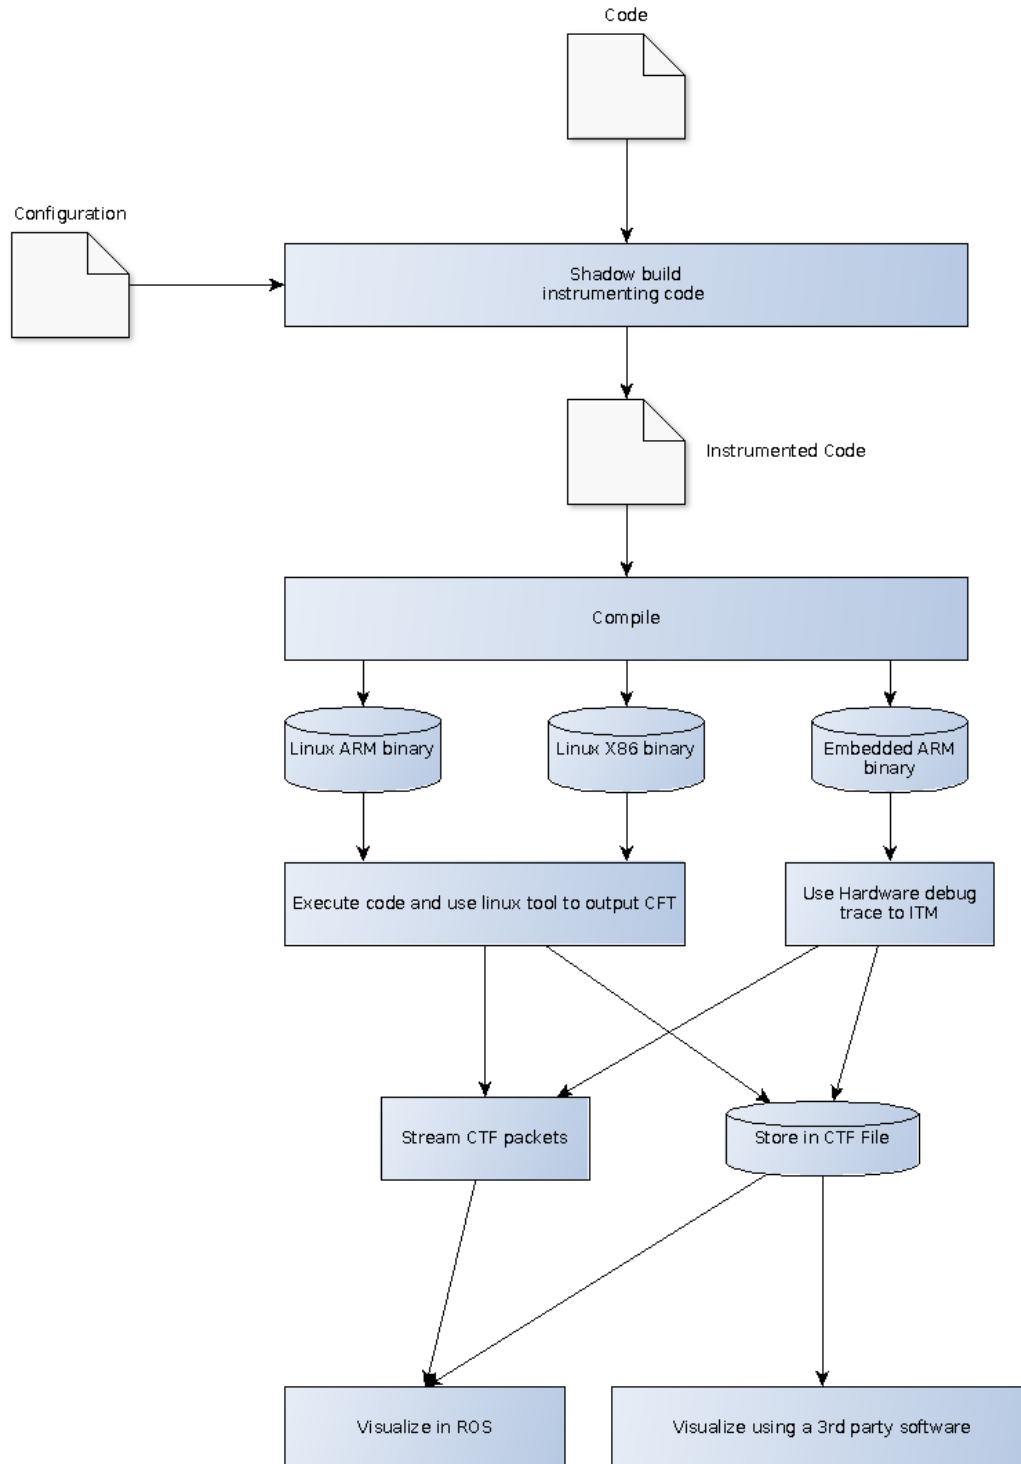 Code
Configuration
Shadow build
instrumenting code
Instrumented Code
Compile
Linux ARM binary
Linux X86 binary
Embedded ARM
binary
Execute code and use linux tool to output CFT
Use Hardware debug
trace to ITM
Stream CTF packets
Store in CTF File
Visualize in ROS
Visualize using a 3rd party software